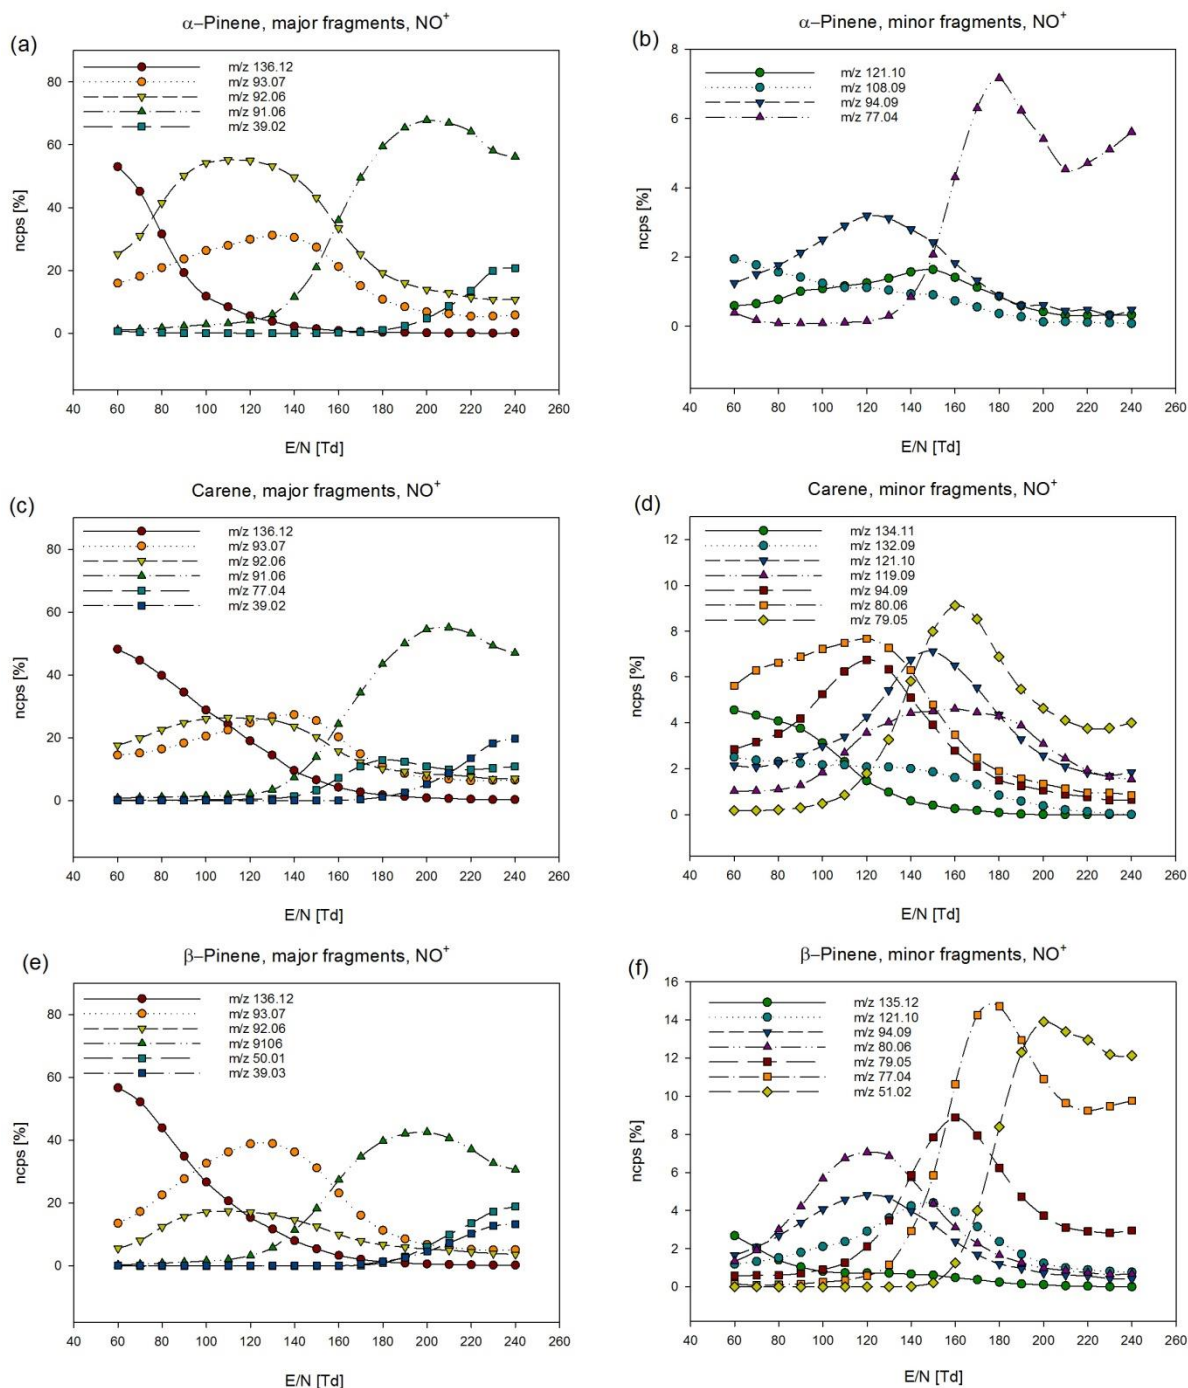 (a)
α–Pinene, major fragments, NO⁺
m/z 136.12
m/z 93.07
m/z 92.06
m/z 91.06
m/z 39.02
ncps [%]
80
60
40
20
0
40 60 80 100 120 140 160 180 200 220 240 260
E/N [Td]
(b)
α–Pinene, minor fragments, NO⁺
m/z 121.10
m/z 108.09
m/z 94.09
m/z 77.04
ncps [%]
8
6
4
2
0
40 60 80 100 120 140 160 180 200 220 240 260
E/N [Td]
(c)
Carene, major fragments, NO⁺
m/z 136.12
m/z 93.07
m/z 92.06
m/z 91.06
m/z 77.04
m/z 39.02
ncps [%]
80
60
40
20
0
40 60 80 100 120 140 160 180 200 220 240 260
E/N [Td]
(d)
Carene, minor fragments, NO⁺
m/z 134.11
m/z 132.09
m/z 121.10
m/z 119.09
m/z 94.09
m/z 80.06
m/z 79.05
ncps [%]
12
10
8
6
4
2
0
40 60 80 100 120 140 160 180 200 220 240 260
E/N [Td]
(e)
β–Pinene, major fragments, NO⁺
m/z 136.12
m/z 93.07
m/z 92.06
m/z 9106
m/z 50.01
m/z 39.03
ncps [%]
80
60
40
20
0
40 60 80 100 120 140 160 180 200 220 240 260
E/N [Td]
(f)
β–Pinene, minor fragments, NO⁺
m/z 135.12
m/z 121.10
m/z 94.09
m/z 80.06
m/z 79.05
m/z 77.04
m/z 51.02
ncps [%]
16
14
12
10
8
6
4
2
0
40 60 80 100 120 140 160 180 200 220 240 260
E/N [Td]